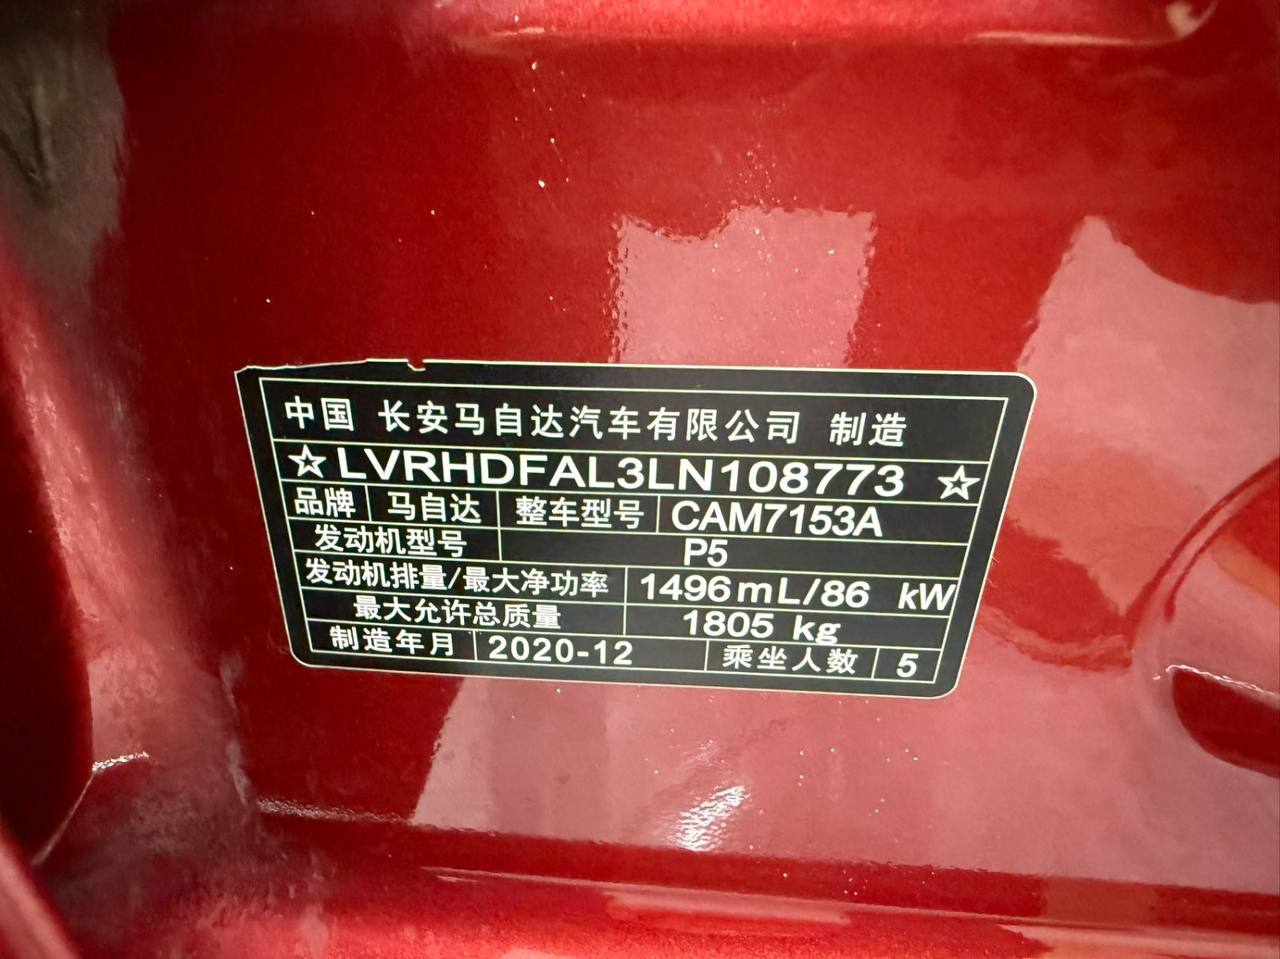 中国 长安马自达汽车有限公司 制造
☆LVRHDFAL3LN108773☆
品牌 马自达 整车型号 CAM7153A
发动机型号 P5
发动机排量/最大净功率 1496mL/86 kW
最大允许总质量 1805 kg
制造年月 2020-12 乘坐人数 5